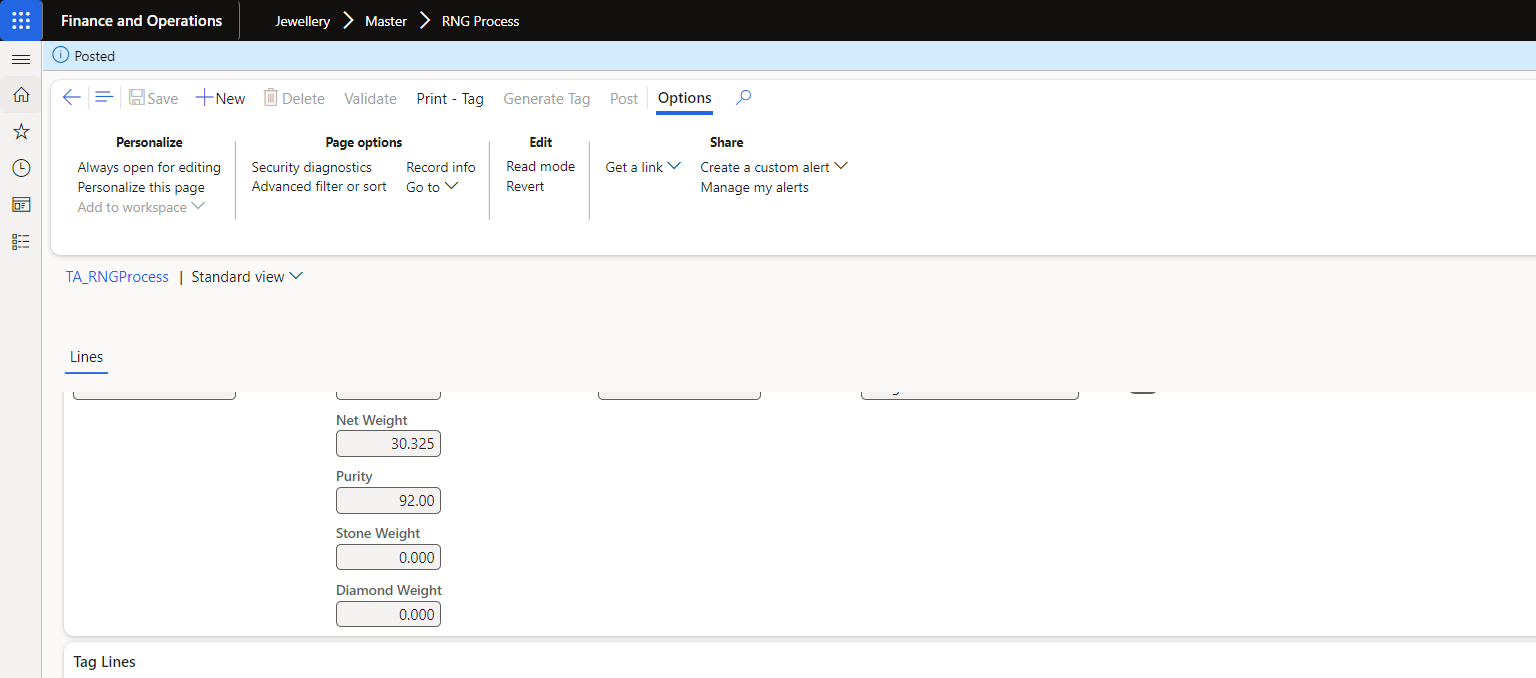 Finance and Operations Jewellery Master RNG Process
Posted
Save New Delete Validate Print - Tag Generate Tag Post Options
Personalize
Always open for editing
Personalize this page
Add to workspace
Page options
Security diagnostics
Advanced filter or sort
Record info
Go to
Edit
Read mode
Revert
Share
Get a link
Create a custom alert
Manage my alerts
TA_RNGProcess | Standard view
Lines
Net Weight
30.325
Purity
92.00
Stone Weight
0.000
Diamond Weight
0.000
Tag Lines